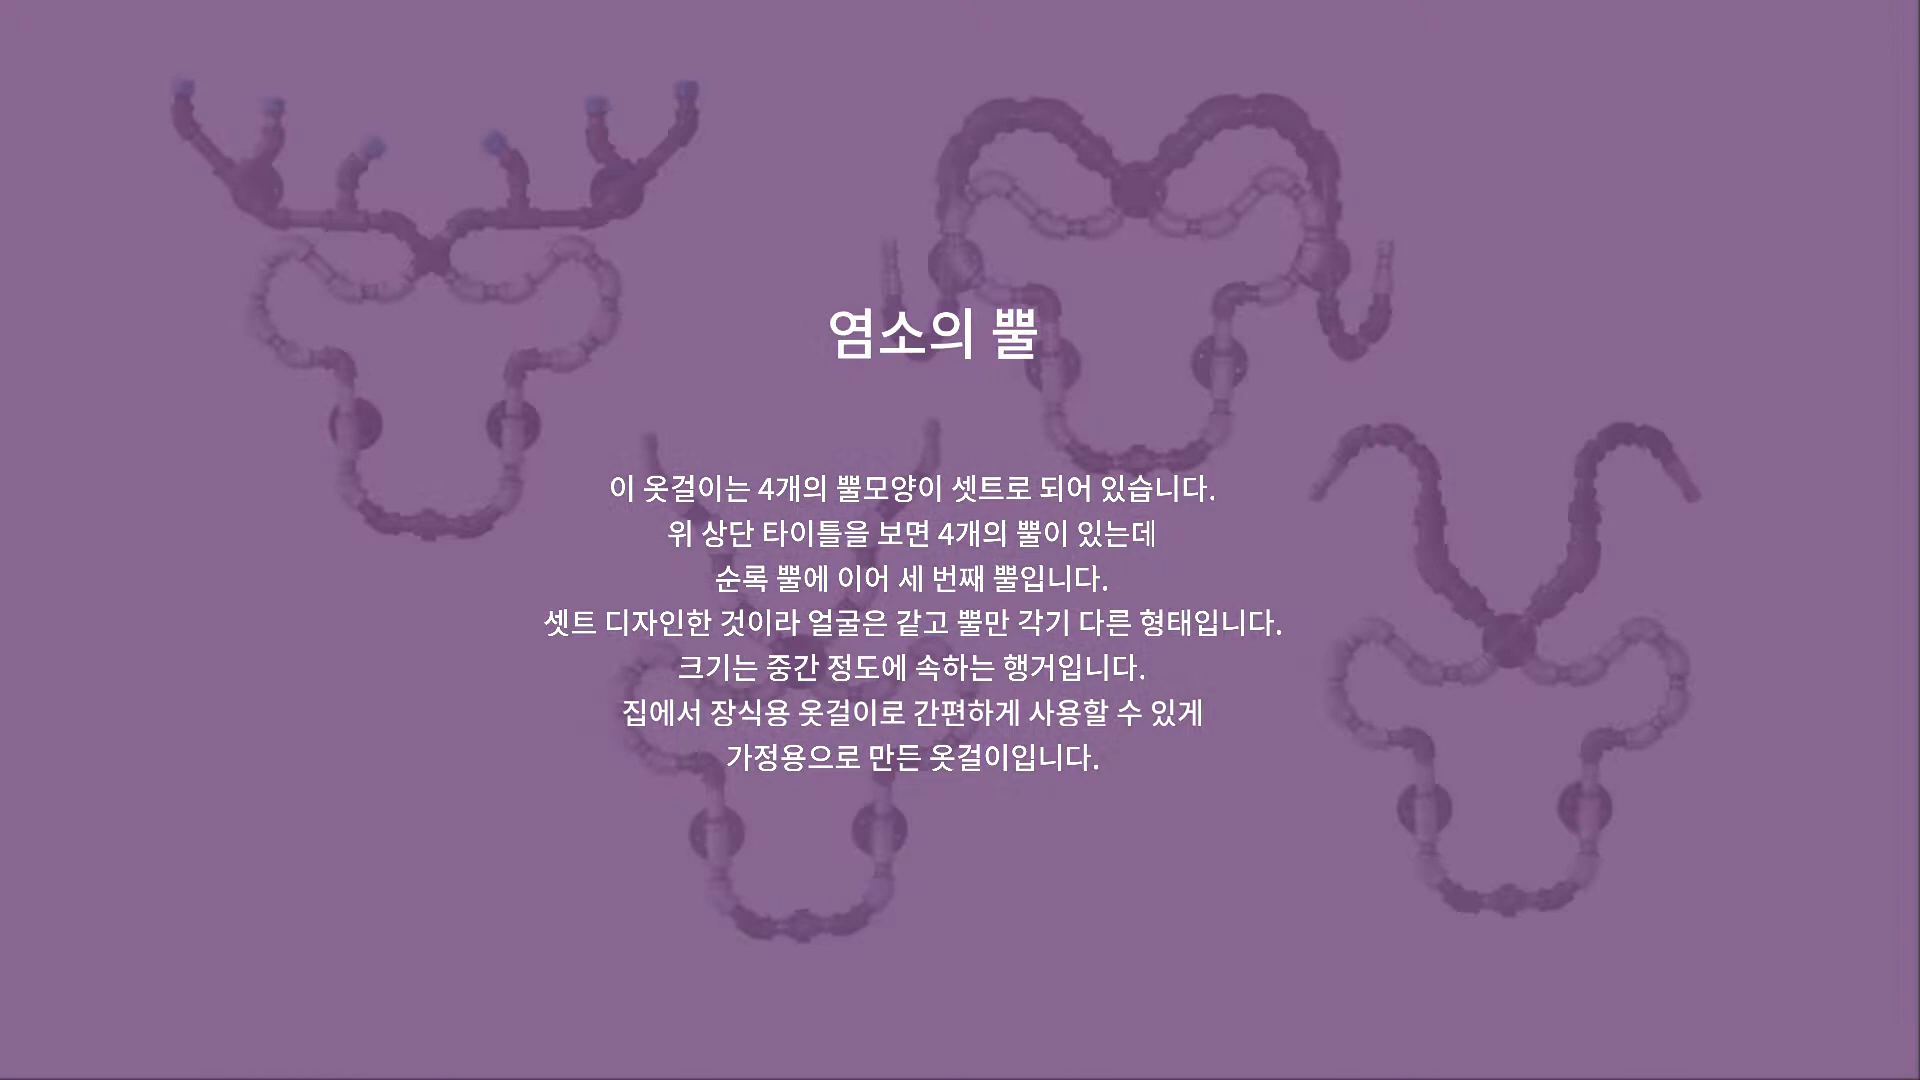 염소의 뿔
이 옷걸이는 4개의 뿔모양이 셋트로 되어 있습니다.
위 상단 타이틀을 보면 4개의 뿔이 있는데
순록 뿔에 이어 세 번째 뿔입니다.
셋트 디자인한 것이라 얼굴은 같고 뿔만 각기 다른 형태입니다.
크기는 중간 정도에 속하는 행거입니다.
집에서 장식용 옷걸이로 간편하게 사용할 수 있게
가정용으로 만든 옷걸이입니다.